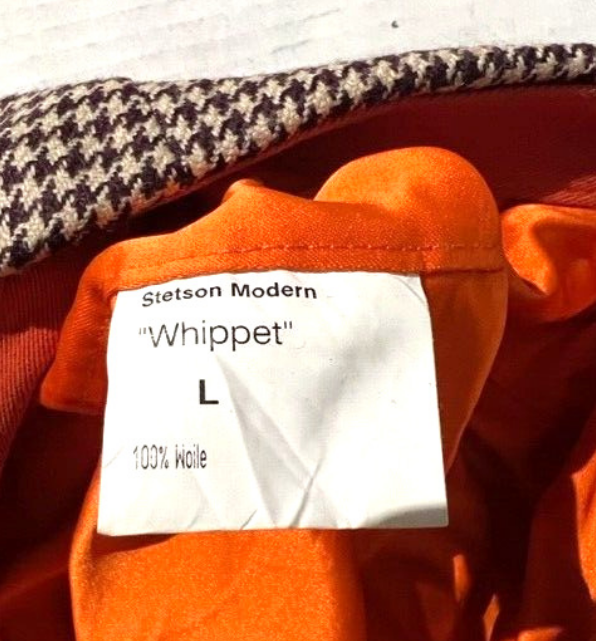 Stetson Modern
"Whippet"
L
100% Wolle